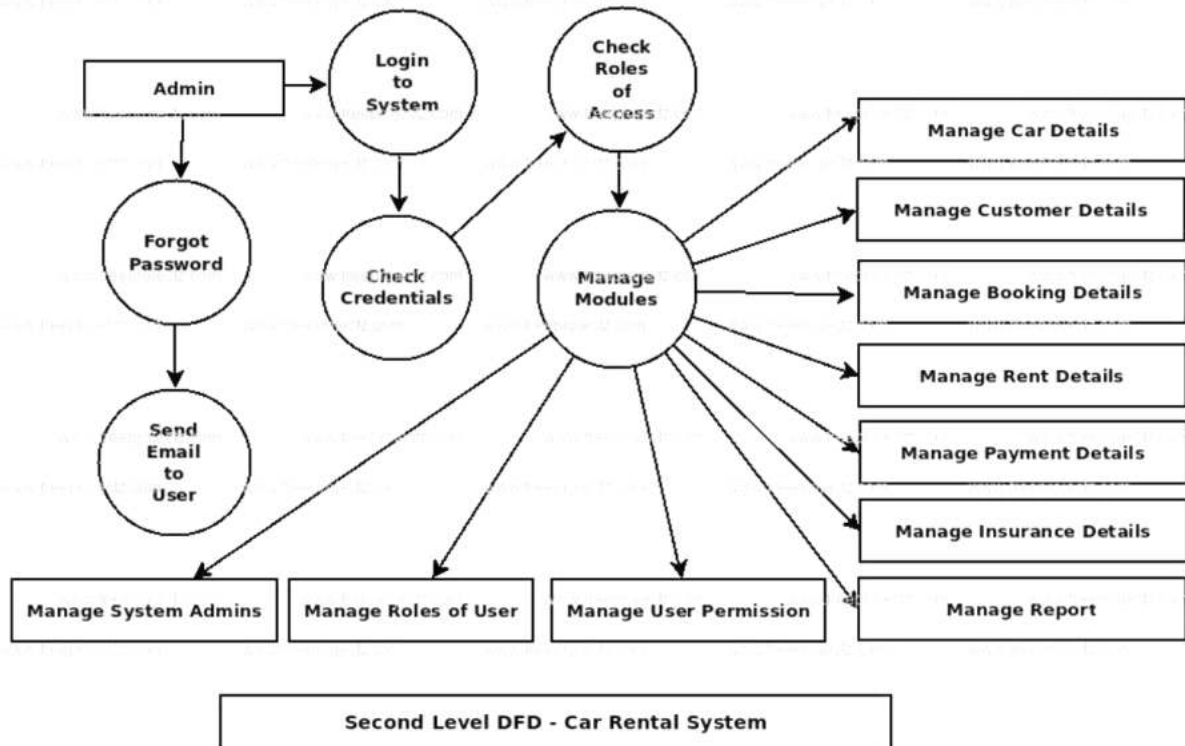 Admin
Login
to
System
Check
Roles
of
Access
Manage Car Details
Manage Customer Details
Forgot
Password
Check
Credentials
Manage
Modules
Manage Booking Details
Manage Rent Details
Send
Email
to
User
Manage Payment Details
Manage Insurance Details
Manage System Admins
Manage Roles of User
Manage User Permission
Manage Report
Second Level DFD - Car Rental System